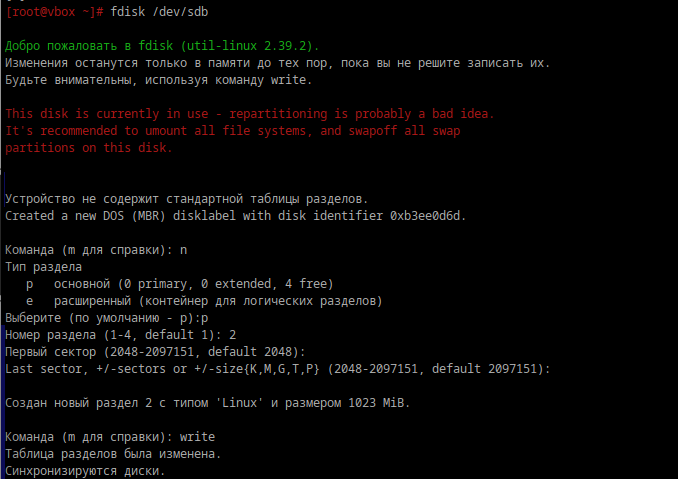 [root@vbox ~]# fdisk /dev/sdb
Добро пожаловать в fdisk (util-linux 2.39.2).
Изменения останутся только в памяти до тех пор, пока вы не решите записать их.
Будьте внимательны, используя команду write.
This disk is currently in use - repartitioning is probably a bad idea.
It's recommended to umount all file systems, and swapoff all swap
partitions on this disk.
Устройство не содержит стандартной таблицы разделов.
Created a new DOS (MBR) disklabel with disk identifier 0xb3ee0d6d.
Команда (m для справки): n
Тип раздела
p основной (0 primary, 0 extended, 4 free)
e расширенный (контейнер для логических разделов)
Выберите (по умолчанию - p):p
Номер раздела (1-4, default 1): 2
Первый сектор (2048-2097151, default 2048):
Last sector, +/-sectors or +/-size{K,M,G,T,P} (2048-2097151, default 2097151):
Создан новый раздел 2 с типом 'Linux' и размером 1023 MiB.
Команда (m для справки): write
Таблица разделов была изменена.
Синхронизируются диски.